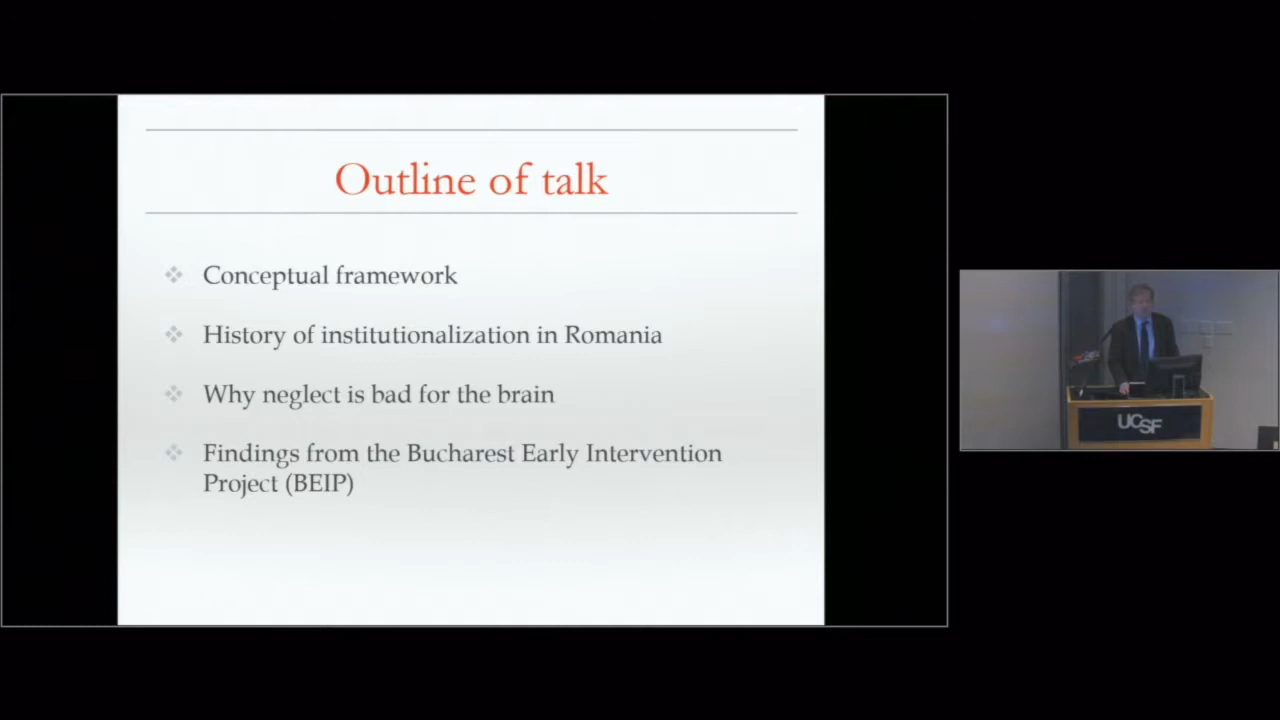 Outline of talk
Conceptual framework
History of institutionalization in Romania
Why neglect is bad for the brain
Findings from the Bucharest Early Intervention
Project (BEIP)
UCSF